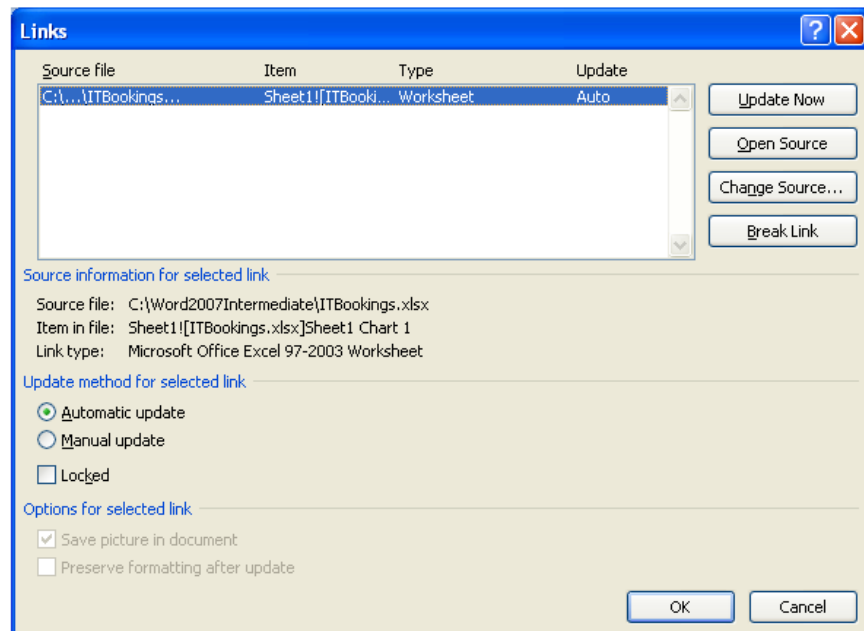 Links
Source file Item Type Update
C:\...\ITBookings... Sheet1![ITBooki... Worksheet Auto
Update Now
Open Source
Change Source...
Break Link
Source information for selected link
Source file: C:\Word2007Intermediate\ITBookings.xlsx
Item in file: Sheet1![ITBookings.xlsx]Sheet1 Chart 1
Link type: Microsoft Office Excel 97-2003 Worksheet
Update method for selected link
Automatic update
Manual update
Locked
Options for selected link
Save picture in document
Preserve formatting after update
OK Cancel